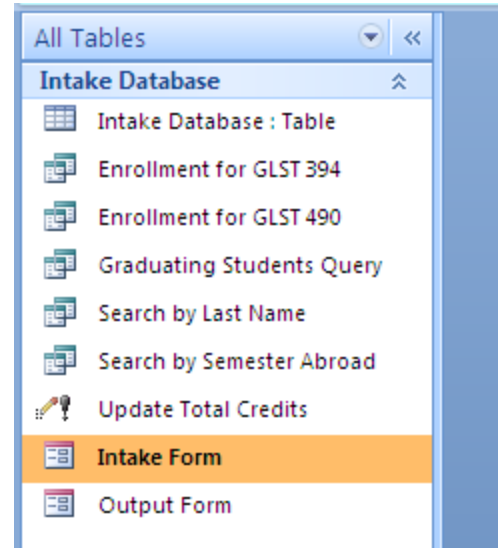 All Tables
Intake Database
Intake Database : Table
Enrollment for GLST 394
Enrollment for GLST 490
Graduating Students Query
Search by Last Name
Search by Semester Abroad
Update Total Credits
Intake Form
Output Form